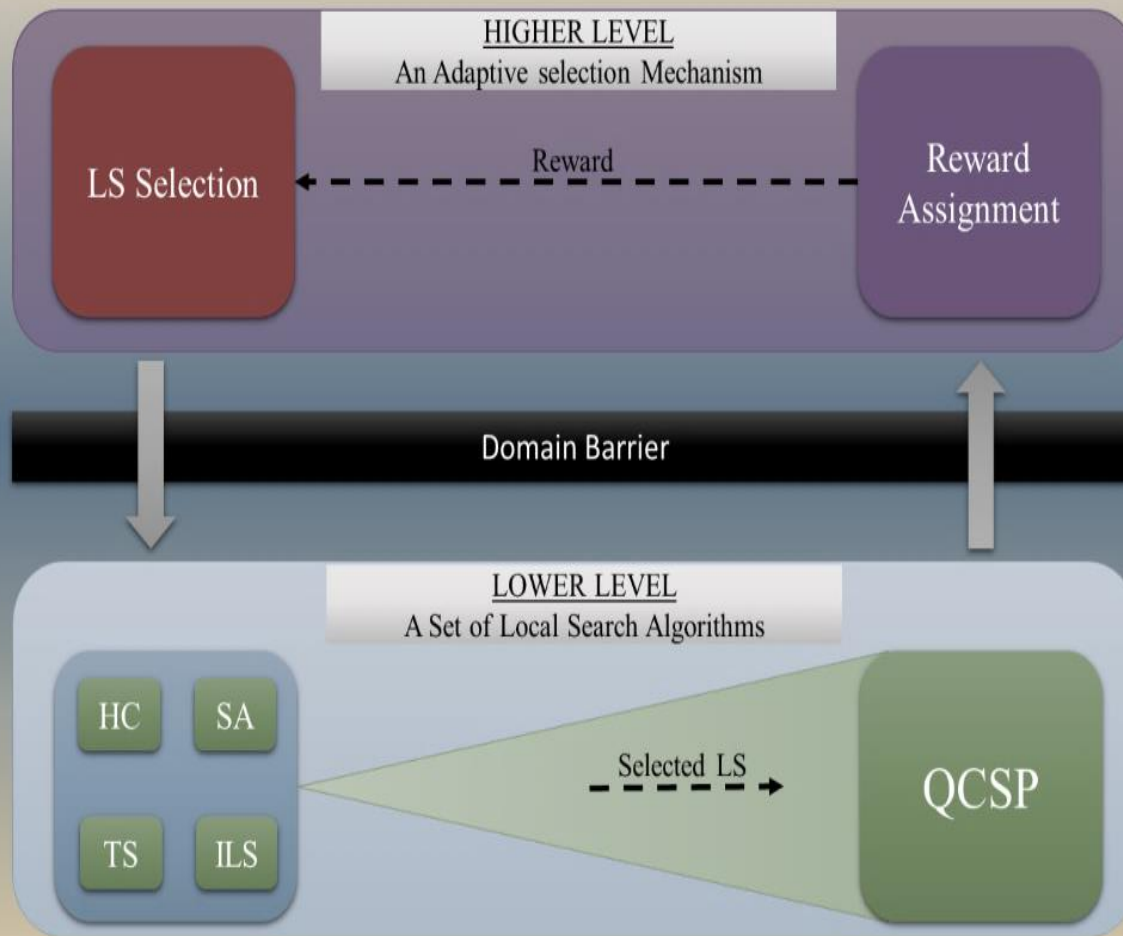 HIGHER LEVEL
An Adaptive selection Mechanism
LS Selection
Reward
Reward
Assignment
Domain Barrier
LOWER LEVEL
A Set of Local Search Algorithms
HC
SA
TS
ILS
Selected LS
QCSP